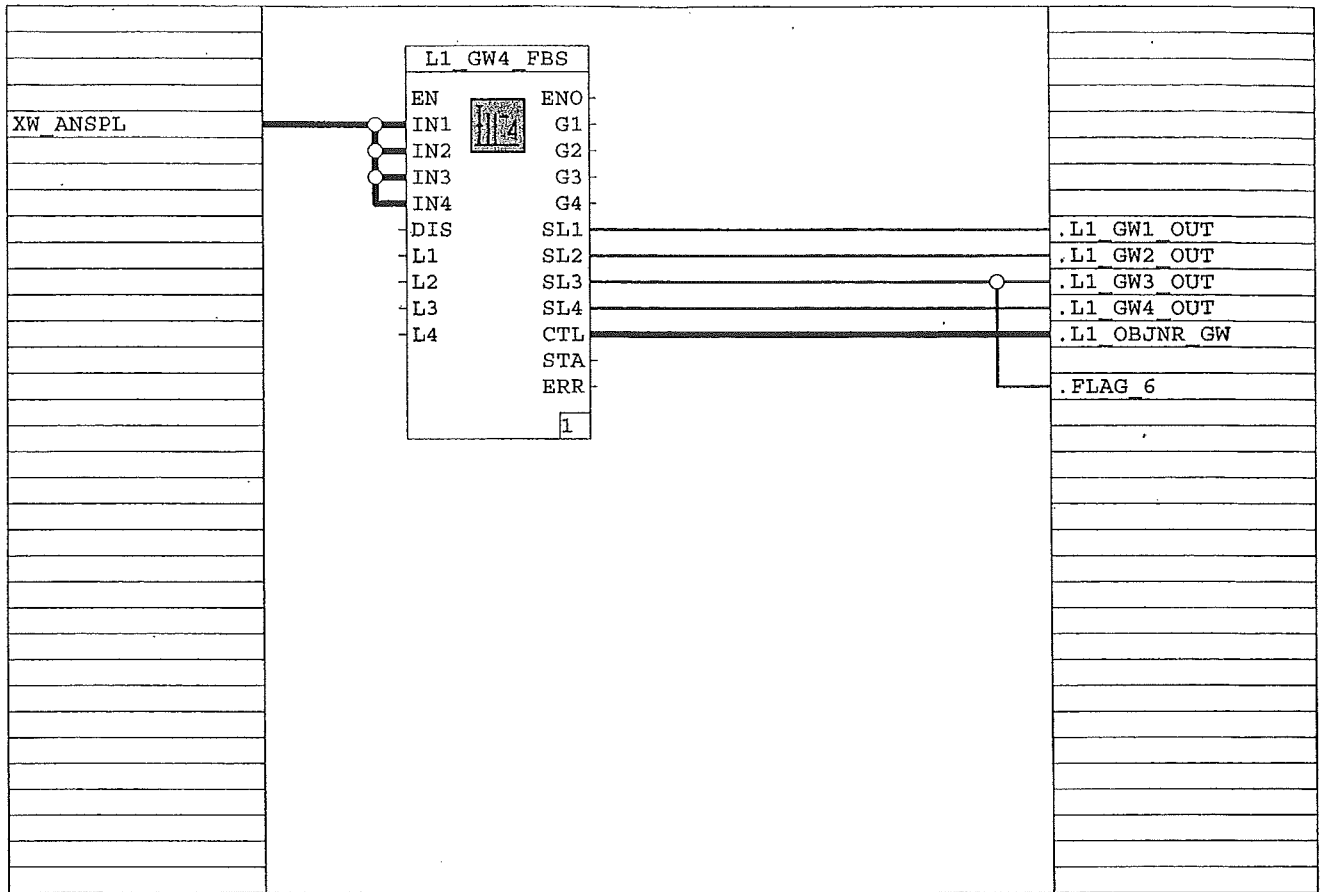 L1_GW4_FBS
EN ENO
XW_ANSPL IN1 G1
IN2 G2
IN3 G3
IN4 G4
DIS SL1 .L1_GW1_OUT
L1 SL2 .L1_GW2_OUT
L2 SL3 .L1_GW3_OUT
L3 SL4 .L1_GW4_OUT
L4 CTL .L1_OBJNR_GW
STA
ERR .FLAG_6
1